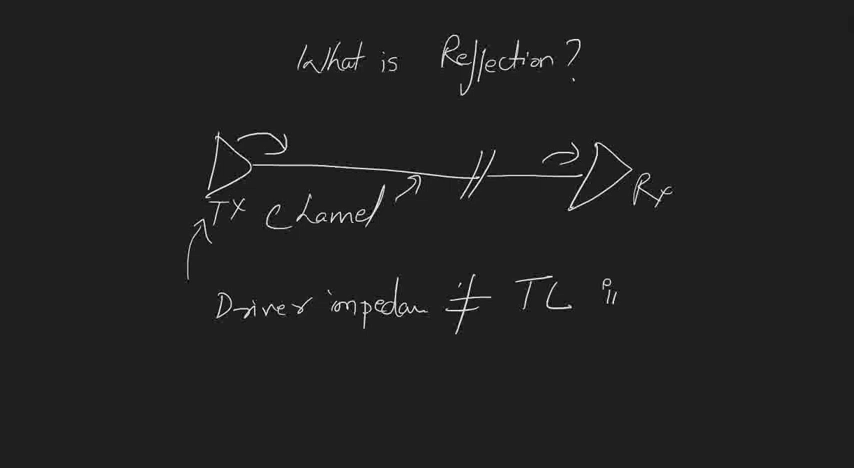 What is Reflection?
TX
Rx
Channel
Driver impedan ≠ TL